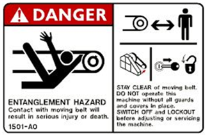 DANGER
ENTANGLEMENT HAZARD
Contact with moving belt will
result in serious injury or death.
1501-AO
STAY CLEAR of moving belt.
DO NOT operate this
machine without all guards
and covers in place.
SWITCH OFF and LOCKOUT
before adjusting or servicing
the machine.